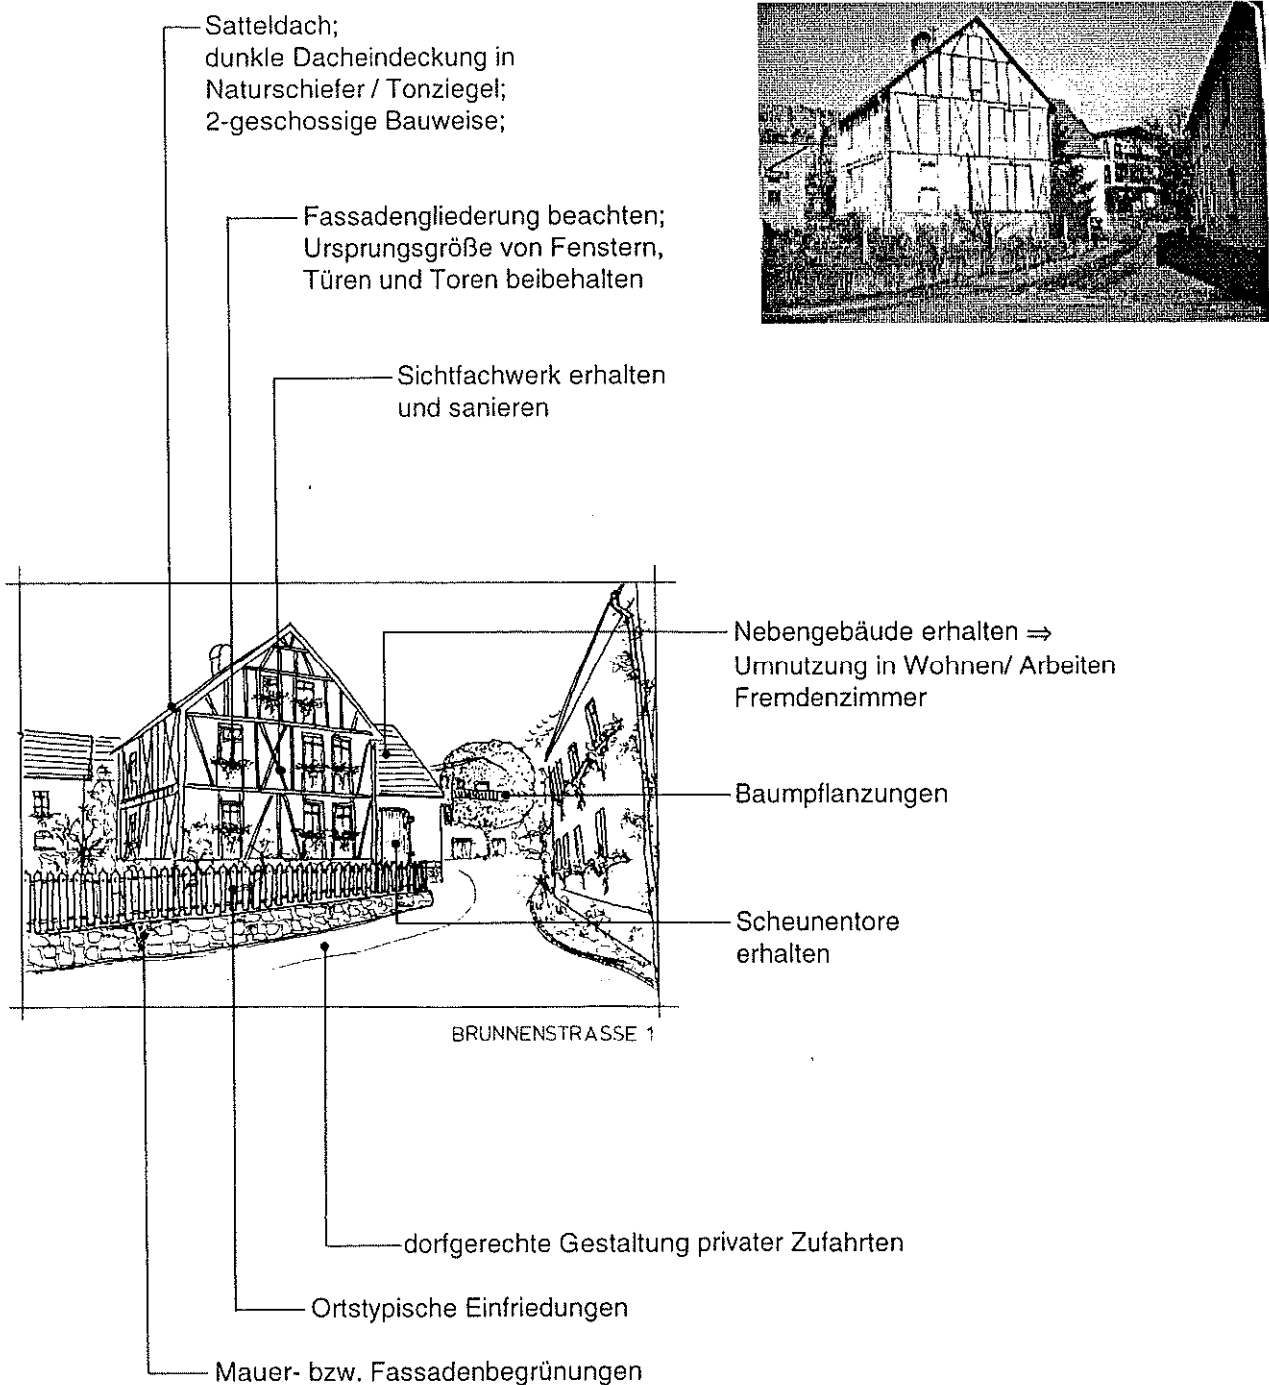 Satteldach;
dunkle Dacheindeckung in
Naturschiefer / Tonziegel;
2-geschossige Bauweise;
Fassadengliederung beachten;
Ursprungsgröße von Fenstern,
Türen und Toren beibehalten
Sichtfachwerk erhalten
und sanieren
Nebengebäude erhalten ⇒
Umnutzung in Wohnen/ Arbeiten
Fremdenzimmer
Baumpflanzungen
Scheunentore
erhalten
BRUNNENSTRASSE 1
dorfgerechte Gestaltung privater Zufahrten
Ortstypische Einfriedungen
Mauer- bzw. Fassadenbegrünungen